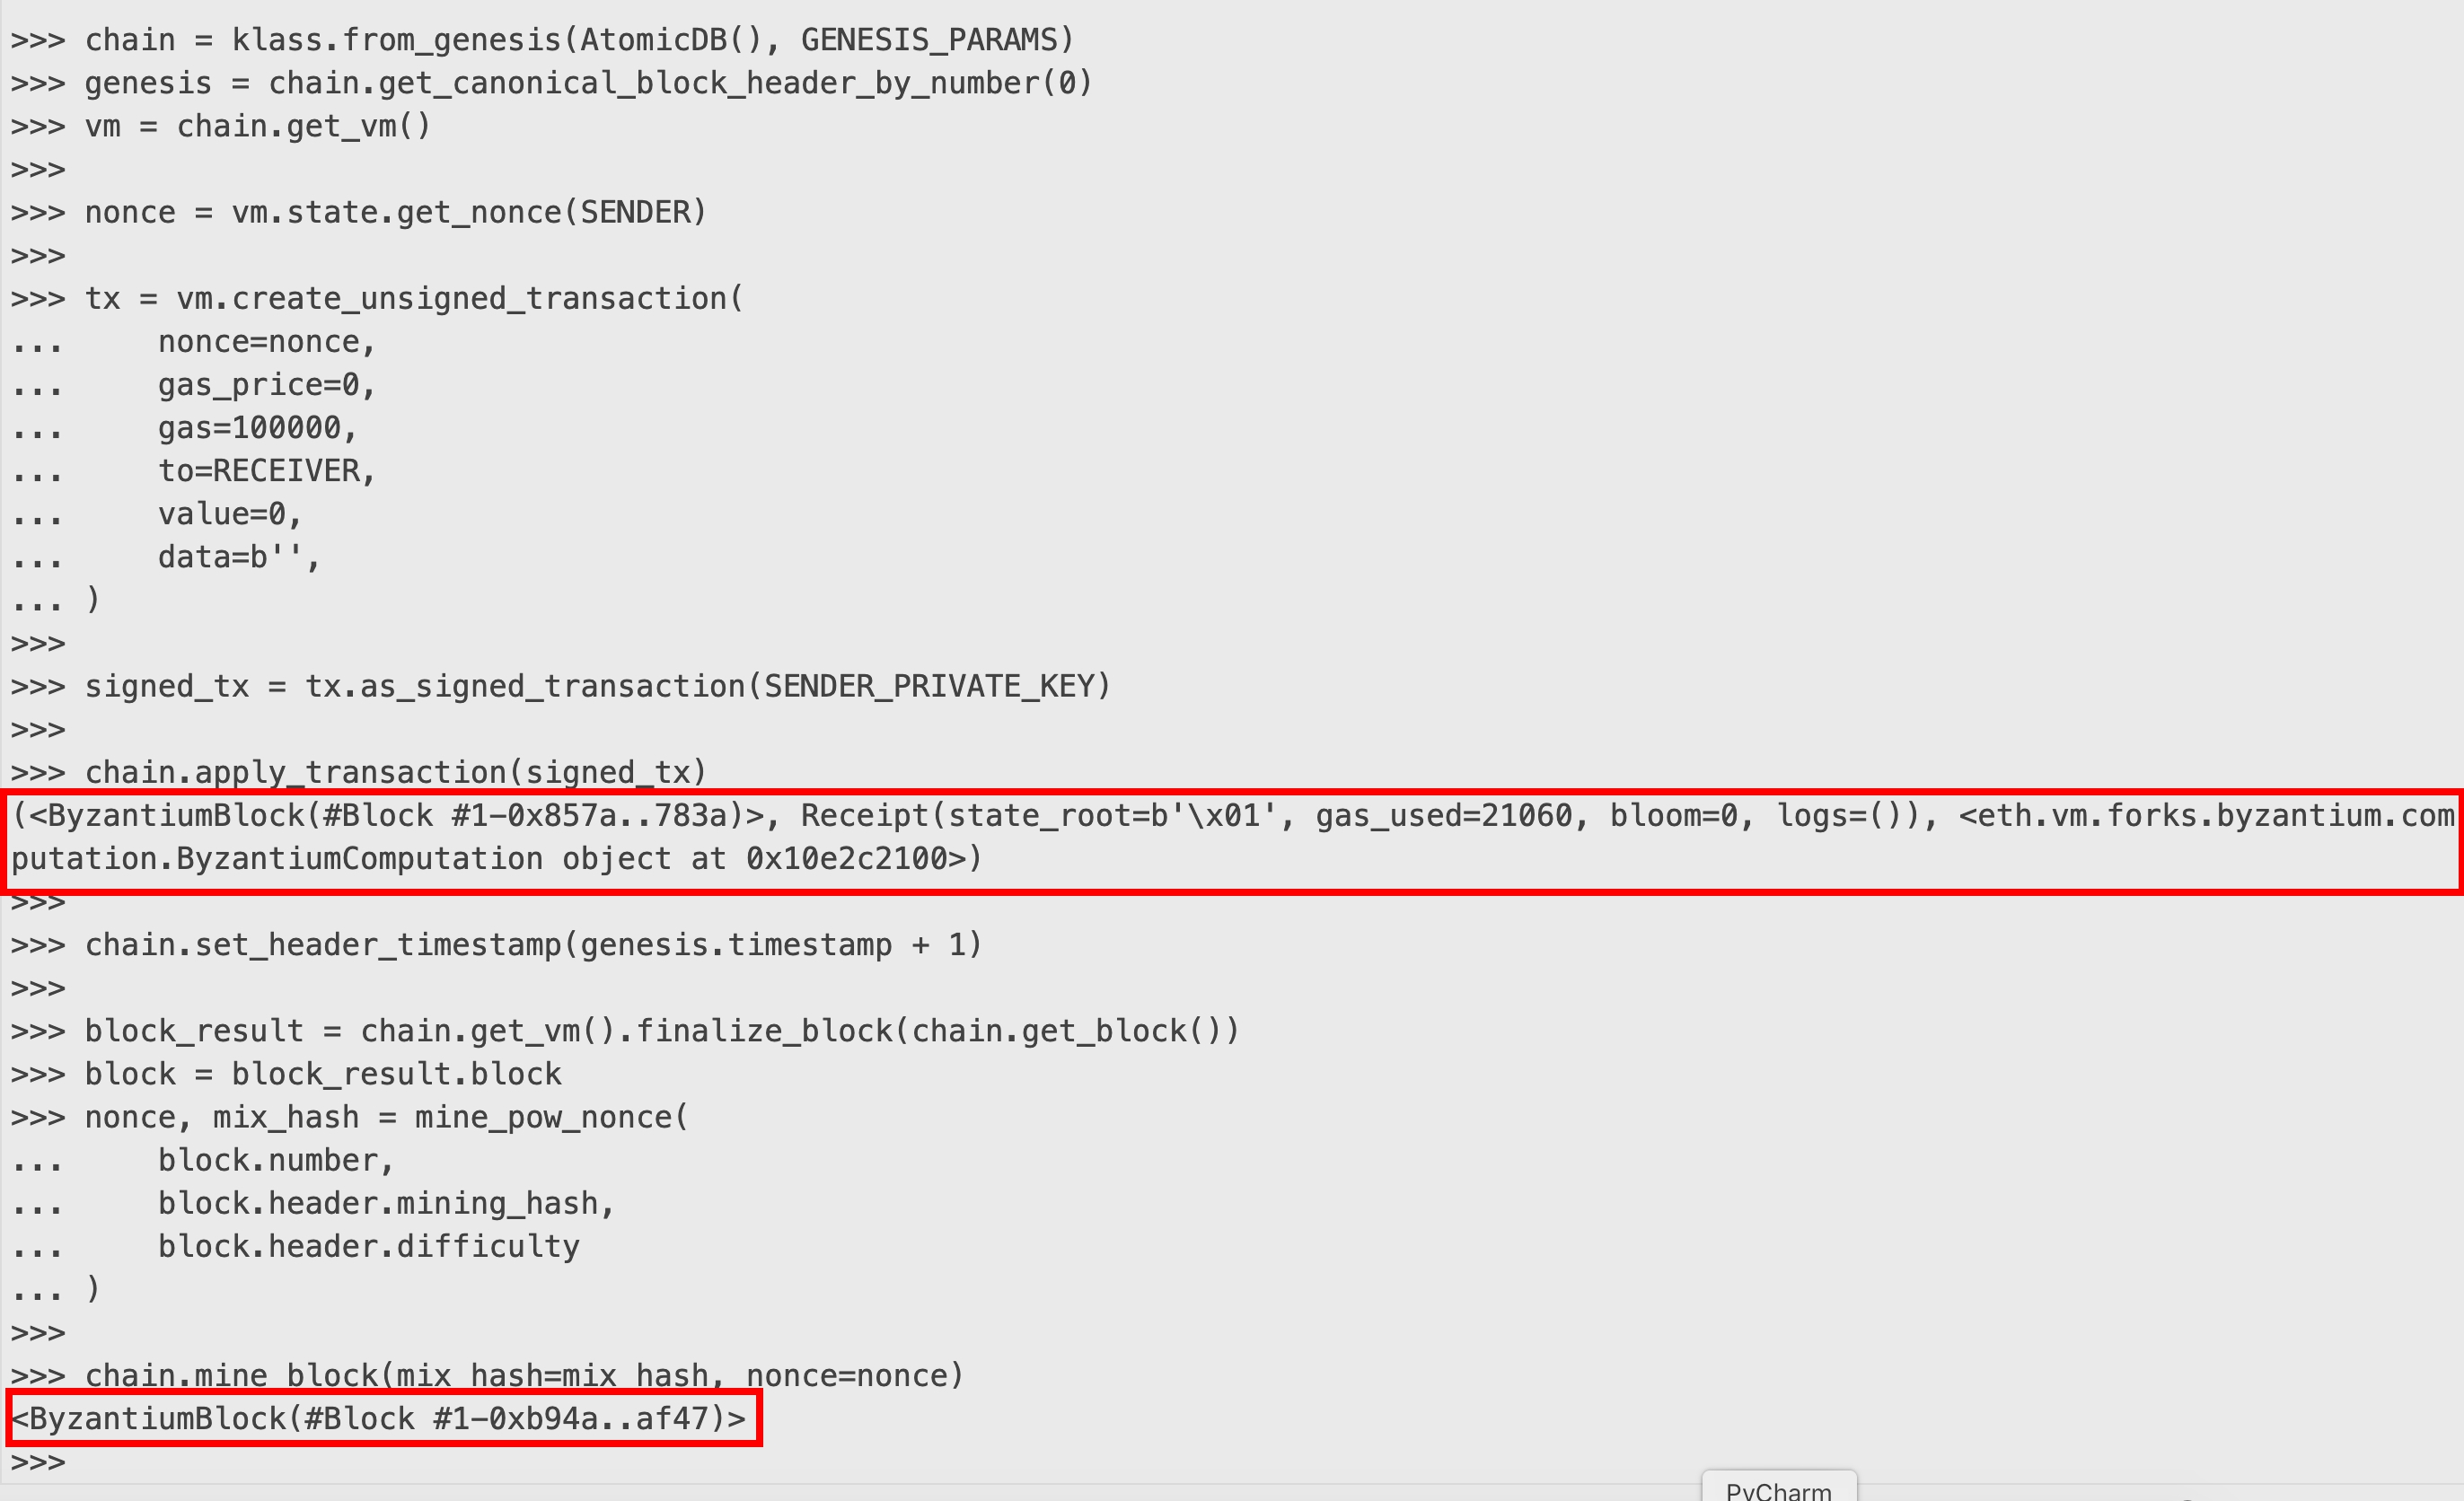 >>> chain = klass.from_genesis(AtomicDB(), GENESIS_PARAMS)
>>> genesis = chain.get_canonical_block_header_by_number(0)
>>> vm = chain.get_vm()
>>>
>>> nonce = vm.state.get_nonce(SENDER)
>>>
>>> tx = vm.create_unsigned_transaction(
...     nonce=nonce,
...     gas_price=0,
...     gas=100000,
...     to=RECEIVER,
...     value=0,
...     data=b'',
... )
>>>
>>> signed_tx = tx.as_signed_transaction(SENDER_PRIVATE_KEY)
>>>
>>> chain.apply_transaction(signed_tx)
(<ByzantiumBlock(#Block #1-0x857a..783a)>, Receipt(state_root=b'\x01', gas_used=21060, bloom=0, logs=()), <eth.vm.forks.byzantium.com
putation.ByzantiumComputation object at 0x10e2c2100>)
>>>
>>> chain.set_header_timestamp(genesis.timestamp + 1)
>>>
>>> block_result = chain.get_vm().finalize_block(chain.get_block())
>>> block = block_result.block
>>> nonce, mix_hash = mine_pow_nonce(
...     block.number,
...     block.header.mining_hash,
...     block.header.difficulty
... )
>>>
>>> chain.mine_block(mix_hash=mix_hash, nonce=nonce)
<ByzantiumBlock(#Block #1-0xb94a..af47)>
>>>
PyCharm